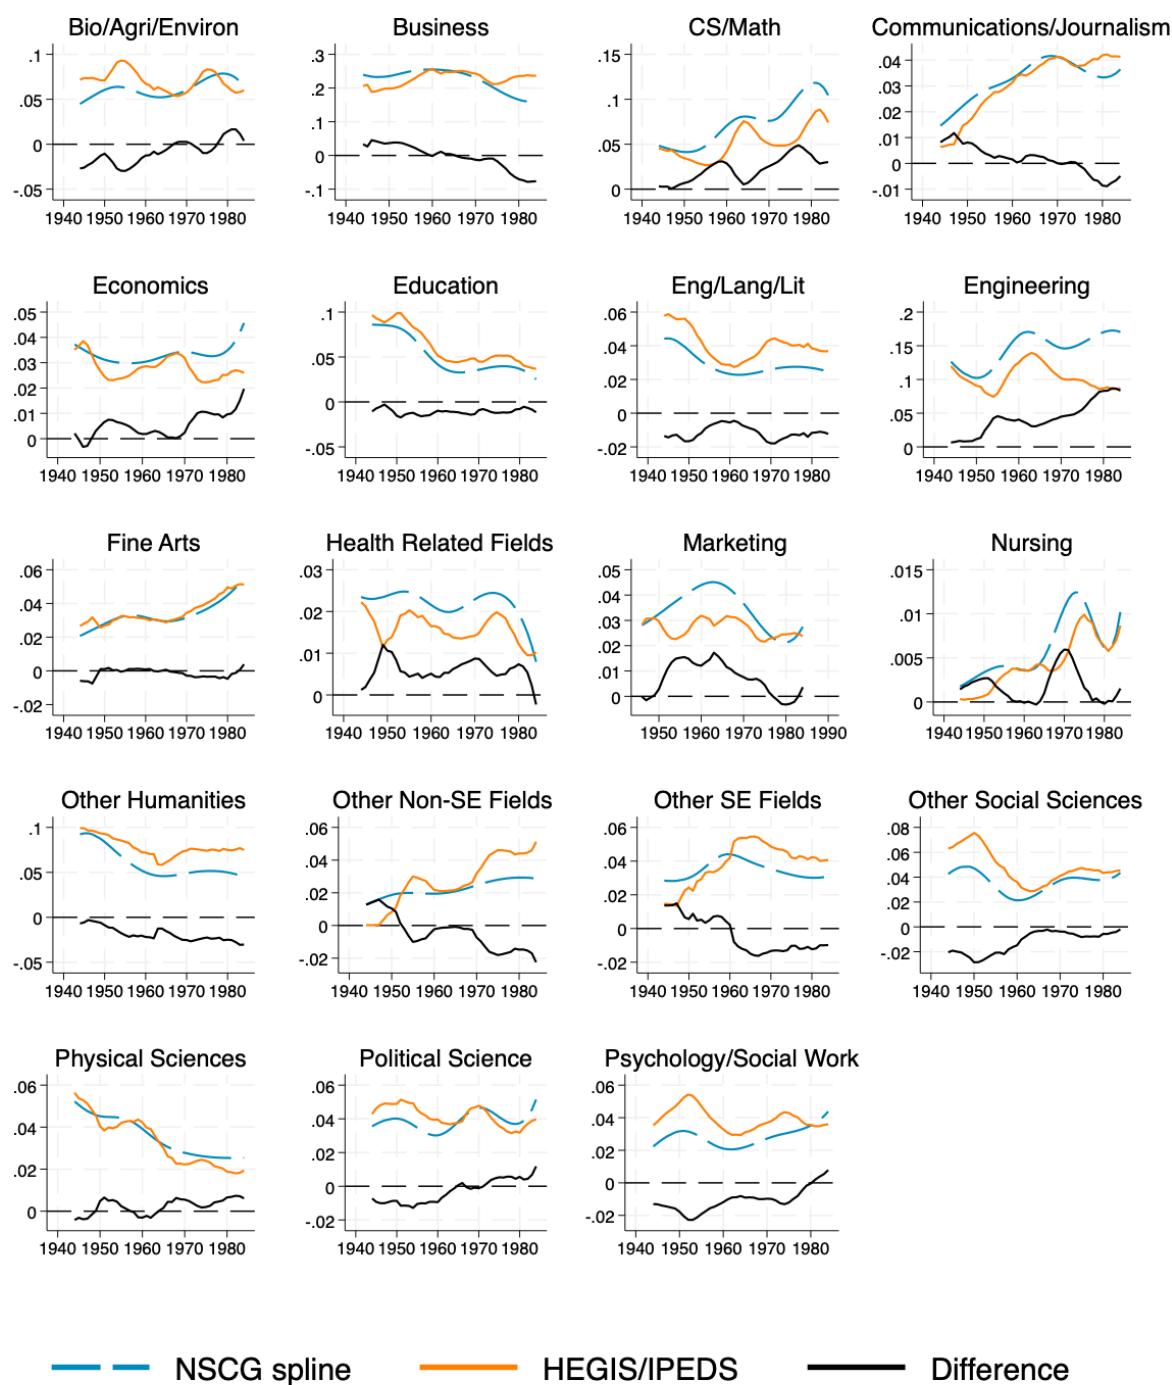 Bio/Agri/Environ
Business
CS/Math
Communications/Journalism
.1
.05
0
-.05
1940 1950 1960 1970 1980
.3
.2
.1
0
-.1
1940 1950 1960 1970 1980
.15
.1
.05
0
1940 1950 1960 1970 1980
.04
.03
.02
.01
0
-.01
1940 1950 1960 1970 1980
Economics
Education
Eng/Lang/Lit
Engineering
.05
.04
.03
.02
.01
0
1940 1950 1960 1970 1980
.1
.05
0
-.05
1940 1950 1960 1970 1980
.06
.04
.02
0
-.02
1940 1950 1960 1970 1980
.2
.15
.1
.05
0
1940 1950 1960 1970 1980
Fine Arts
Health Related Fields
Marketing
Nursing
.06
.04
.02
0
-.02
1940 1950 1960 1970 1980
.03
.02
.01
0
1940 1950 1960 1970 1980
.05
.04
.03
.02
.01
0
1950 1960 1970 1980 1990
.015
.01
.005
0
1940 1950 1960 1970 1980
Other Humanities
Other Non-SE Fields
Other SE Fields
Other Social Sciences
.1
.05
0
-.05
1940 1950 1960 1970 1980
.06
.04
.02
0
-.02
1940 1950 1960 1970 1980
.06
.04
.02
0
-.02
1940 1950 1960 1970 1980
.08
.06
.04
.02
0
-.02
1940 1950 1960 1970 1980
Physical Sciences
Political Science
Psychology/Social Work
.06
.04
.02
0
1940 1950 1960 1970 1980
.06
.04
.02
0
-.02
1940 1950 1960 1970 1980
.06
.04
.02
0
-.02
1940 1950 1960 1970 1980
NSCG spline
HEGIS/IPEDS
Difference